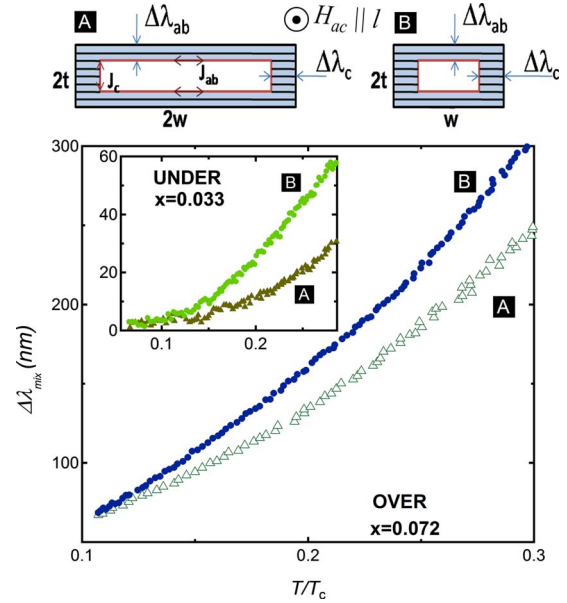 A Δλab ⊙ Hac || l B Δλab
2t Jc Jab Δλc 2t Δλc
2w w
300
60
UNDER
x=0.033
B
B
40
20
A
A
0
0.1 0.2
200
100
Δλmix (nm)
OVER
x=0.072
0.1 0.2 0.3
T/Tc